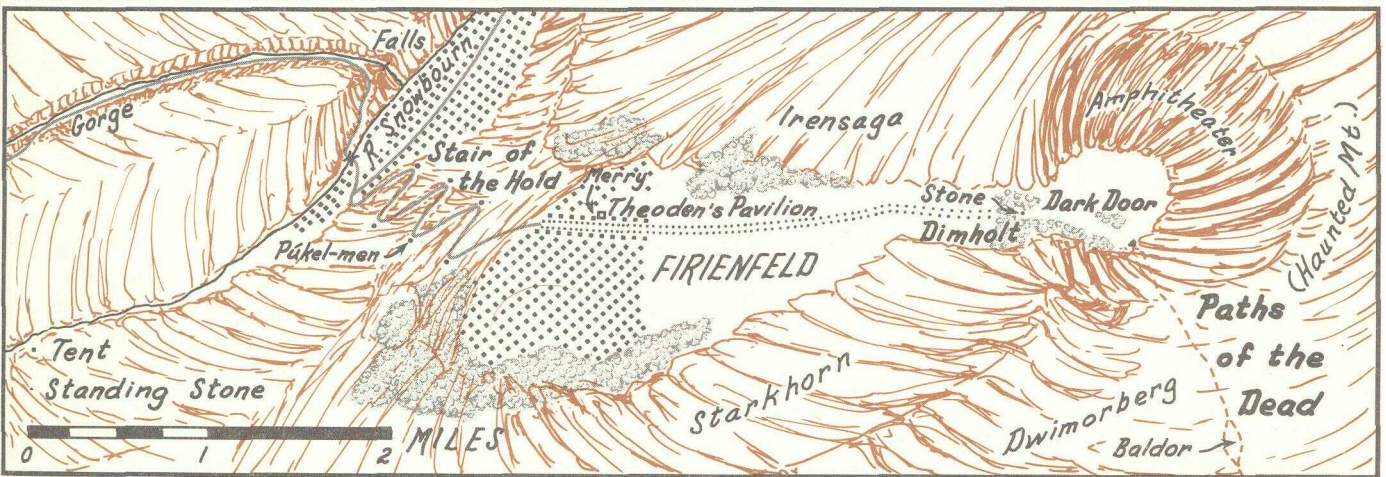 Falls
Gorge
R. Snowbourn
Stair of
the Hold
Merry
Theoden's Pavilion
Púkel-men
Irensaga
Amphitheater
Stone
Dark Door
Dimholt
FIRIENFELD
(Haunted Mt.)
Paths
of the
Dead
Tent
Standing Stone
Starkhorn
Dwimorberg
Baldor
MILES
0 1 2